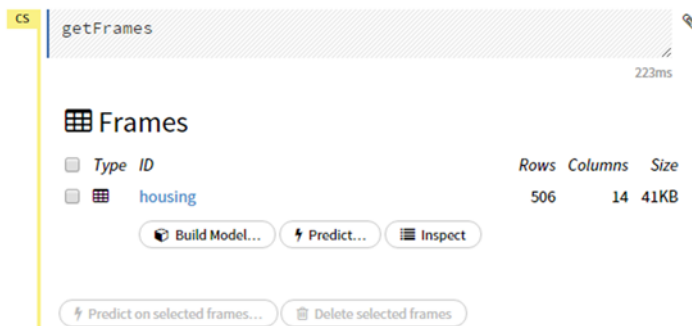 CS
getFrames
223ms
Frames
Type ID Rows Columns Size
housing 506 14 41KB
Build Model... Predict... Inspect
Predict on selected frames... Delete selected frames